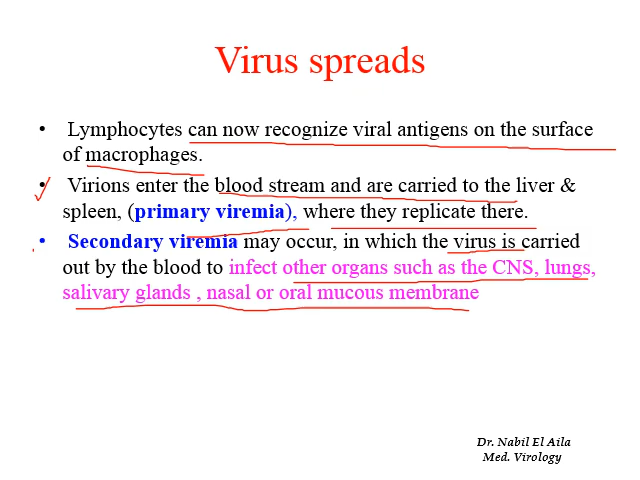 Virus spreads
• Lymphocytes can now recognize viral antigens on the surface
of macrophages.
• Virions enter the blood stream and are carried to the liver &
spleen, (primary viremia), where they replicate there.
• Secondary viremia may occur, in which the virus is carried
out by the blood to infect other organs such as the CNS, lungs,
salivary glands , nasal or oral mucous membrane
Dr. Nabil El Aila
Med. Virology